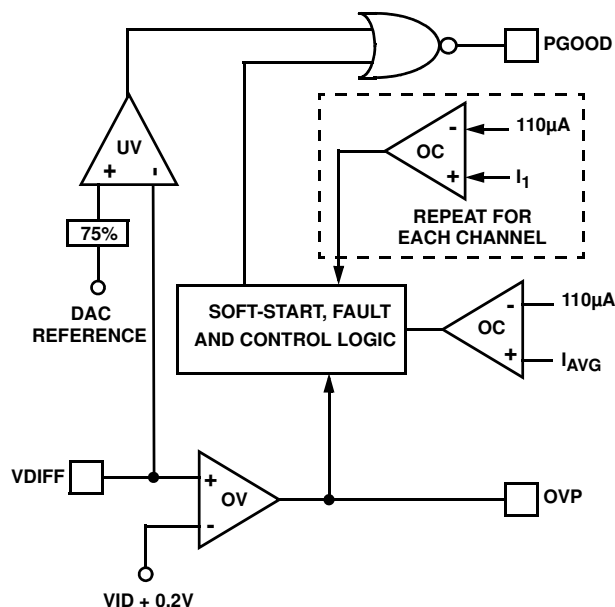 PGOOD
UV
+ -
75%
DAC
REFERENCE
-
OC
+
110µA
I1
REPEAT FOR
EACH CHANNEL
SOFT-START, FAULT
AND CONTROL LOGIC
-
OC
+
110µA
IAVG
VDIFF
+
OV
-
OVP
VID + 0.2V